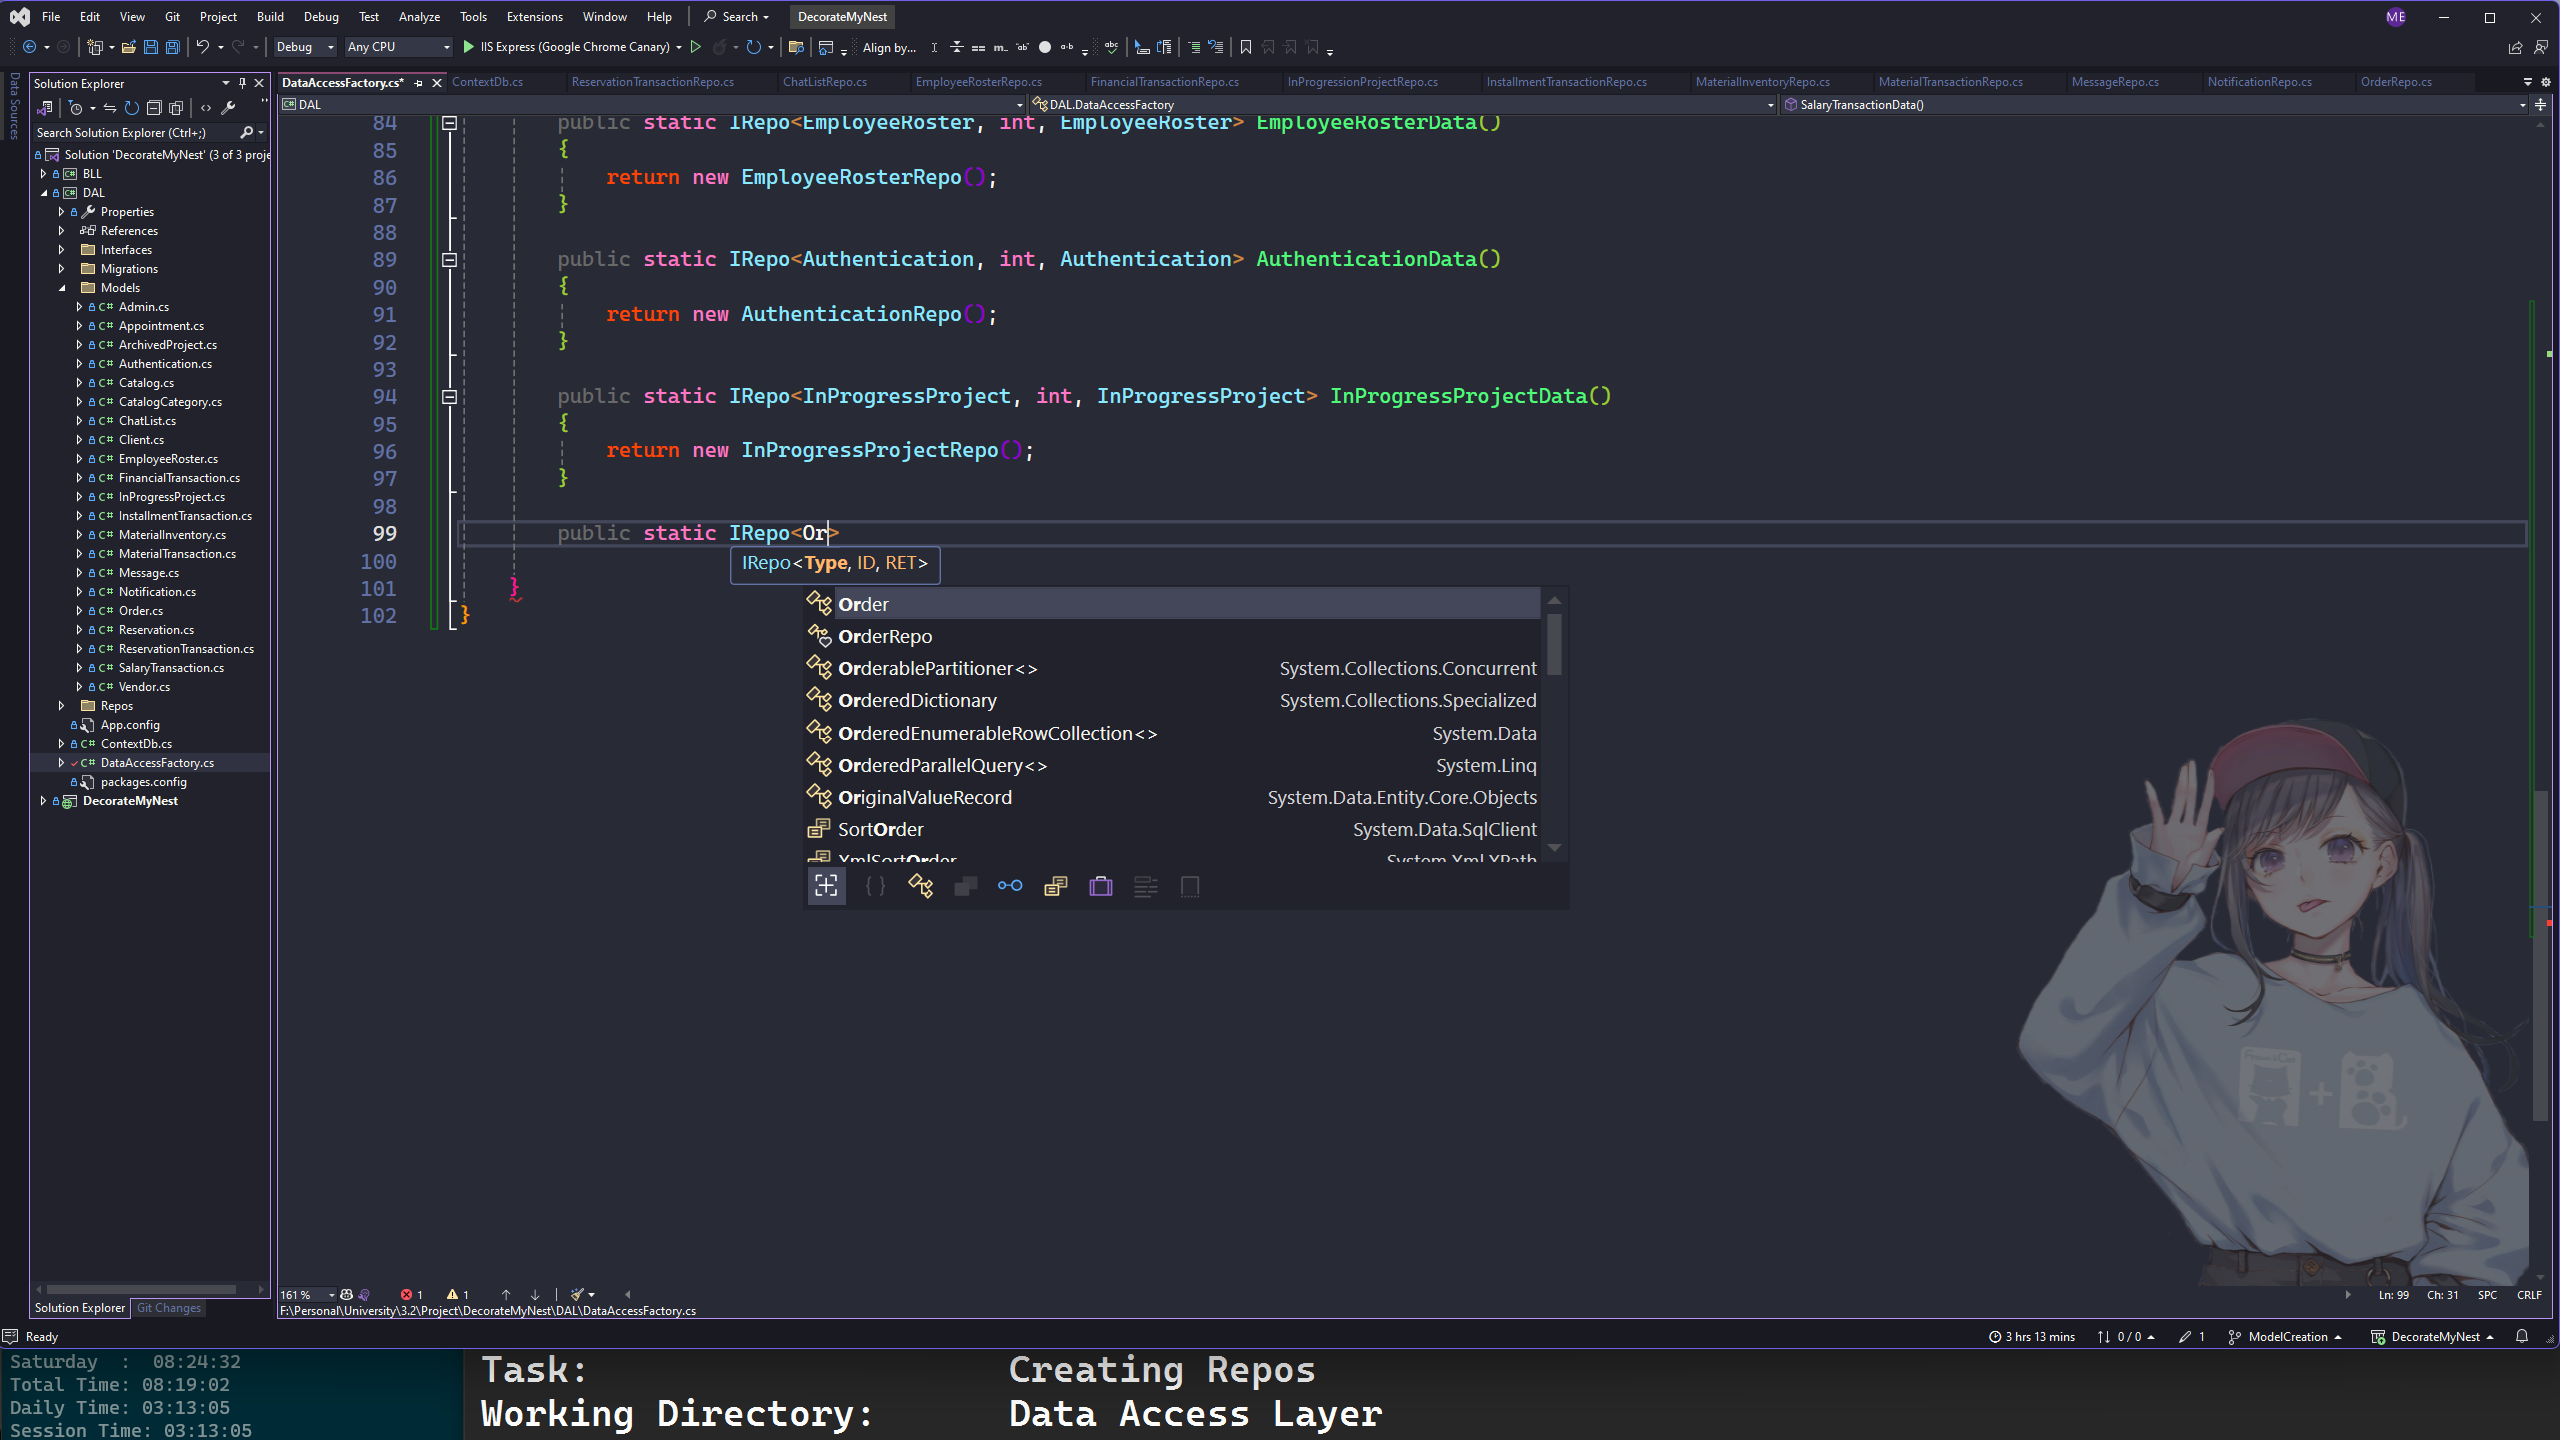 File Edit View Git Project Build Debug Test Analyze Tools Extensions Window Help Search DecorateMyNest ME
Debug Any CPU IIS Express (Google Chrome Canary) Align by...
Data Sources
Solution Explorer
Search Solution Explorer (Ctrl+;)
Solution 'DecorateMyNest' (3 of 3 proje
BLL
DAL
Properties
References
Interfaces
Migrations
Models
Admin.cs
Appointment.cs
ArchivedProject.cs
Authentication.cs
Catalog.cs
CatalogCategory.cs
ChatList.cs
Client.cs
EmployeeRoster.cs
FinancialTransaction.cs
InProgressProject.cs
InstallmentTransaction.cs
MaterialInventory.cs
MaterialTransaction.cs
Message.cs
Notification.cs
Order.cs
Reservation.cs
ReservationTransaction.cs
SalaryTransaction.cs
Vendor.cs
Repos
App.config
ContextDb.cs
DataAccessFactory.cs
packages.config
DecorateMyNest
Solution Explorer Git Changes
DataAccessFactory.cs* ContextDb.cs ReservationTransactionRepo.cs ChatListRepo.cs EmployeeRosterRepo.cs FinancialTransactionRepo.cs InProgressionProjectRepo.cs InstallmentTransactionRepo.cs MaterialInventoryRepo.cs MaterialTransactionRepo.cs MessageRepo.cs NotificationRepo.cs OrderRepo.cs
DAL DAL.DataAccessFactory SalaryTransactionData()
84 public static IRepo<EmployeeRoster, int, EmployeeRoster> EmployeeRosterData()
85 {
86 return new EmployeeRosterRepo();
87 }
88
89 public static IRepo<Authentication, int, Authentication> AuthenticationData()
90 {
91 return new AuthenticationRepo();
92 }
93
94 public static IRepo<InProgressProject, int, InProgressProject> InProgressProjectData()
95 {
96 return new InProgressProjectRepo();
97 }
98
99 public static IRepo<Or>
100
101 }
102 }
IRepo<Type, ID, RET>
Order
OrderRepo
OrderablePartitioner<> System.Collections.Concurrent
OrderedDictionary System.Collections.Specialized
OrderedEnumerableRowCollection<> System.Data
OrderedParallelQuery<> System.Linq
OriginalValueRecord System.Data.Entity.Core.Objects
SortOrder System.Data.SqlClient
XmlSortOrder System.Xml.XPath
161 % 1 1 Ln: 99 Ch: 31 SPC CRLF
F:\Personal\University\3.2\Project\DecorateMyNest\DAL\DataAccessFactory.cs
Ready 3 hrs 13 mins 0 / 0 1 ModelCreation DecorateMyNest
Saturday : 08:24:32
Total Time: 08:19:02
Daily Time: 03:13:05
Session Time: 03:13:05
Task: Creating Repos
Working Directory: Data Access Layer